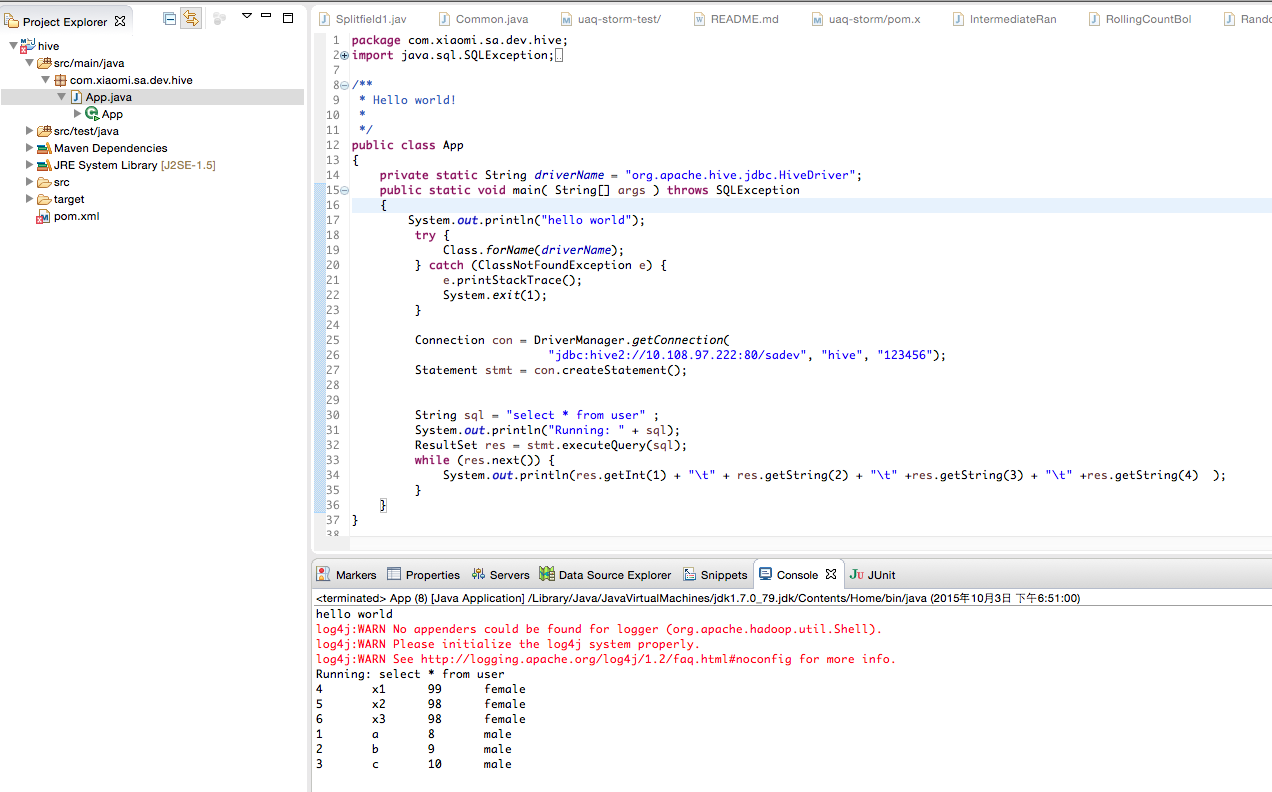 Project Explorer
hive
src/main/java
com.xiaomi.sa.dev.hive
App.java
App
src/test/java
Maven Dependencies
JRE System Library [J2SE-1.5]
src
target
pom.xml
Splitfield1.jav Common.java uaq-storm-test/ README.md uaq-storm/pom.x IntermediateRan RollingCountBol Rando
1 package com.xiaomi.sa.dev.hive;
2 import java.sql.SQLException;
7
8 /**
9 * Hello world!
10 *
11 */
12 public class App
13 {
14 private static String driverName = "org.apache.hive.jdbc.HiveDriver";
15 public static void main( String[] args ) throws SQLException
16 {
17 System.out.println("hello world");
18 try {
19 Class.forName(driverName);
20 } catch (ClassNotFoundException e) {
21 e.printStackTrace();
22 System.exit(1);
23 }
24
25 Connection con = DriverManager.getConnection(
26 "jdbc:hive2://10.108.97.222:80/sadev", "hive", "123456");
27 Statement stmt = con.createStatement();
28
29
30 String sql = "select * from user" ;
31 System.out.println("Running: " + sql);
32 ResultSet res = stmt.executeQuery(sql);
33 while (res.next()) {
34 System.out.println(res.getInt(1) + "\t" + res.getString(2) + "\t" +res.getString(3) + "\t" +res.getString(4) );
35 }
36 }
37 }
38
Markers Properties Servers Data Source Explorer Snippets Console JUnit
<terminated> App (8) [Java Application] /Library/Java/JavaVirtualMachines/jdk1.7.0_79.jdk/Contents/Home/bin/java (2015年10月3日 下午6:51:00)
hello world
log4j:WARN No appenders could be found for logger (org.apache.hadoop.util.Shell).
log4j:WARN Please initialize the log4j system properly.
log4j:WARN See http://logging.apache.org/log4j/1.2/faq.html#noconfig for more info.
Running: select * from user
4 x1 99 female
5 x2 98 female
6 x3 98 female
1 a 8 male
2 b 9 male
3 c 10 male